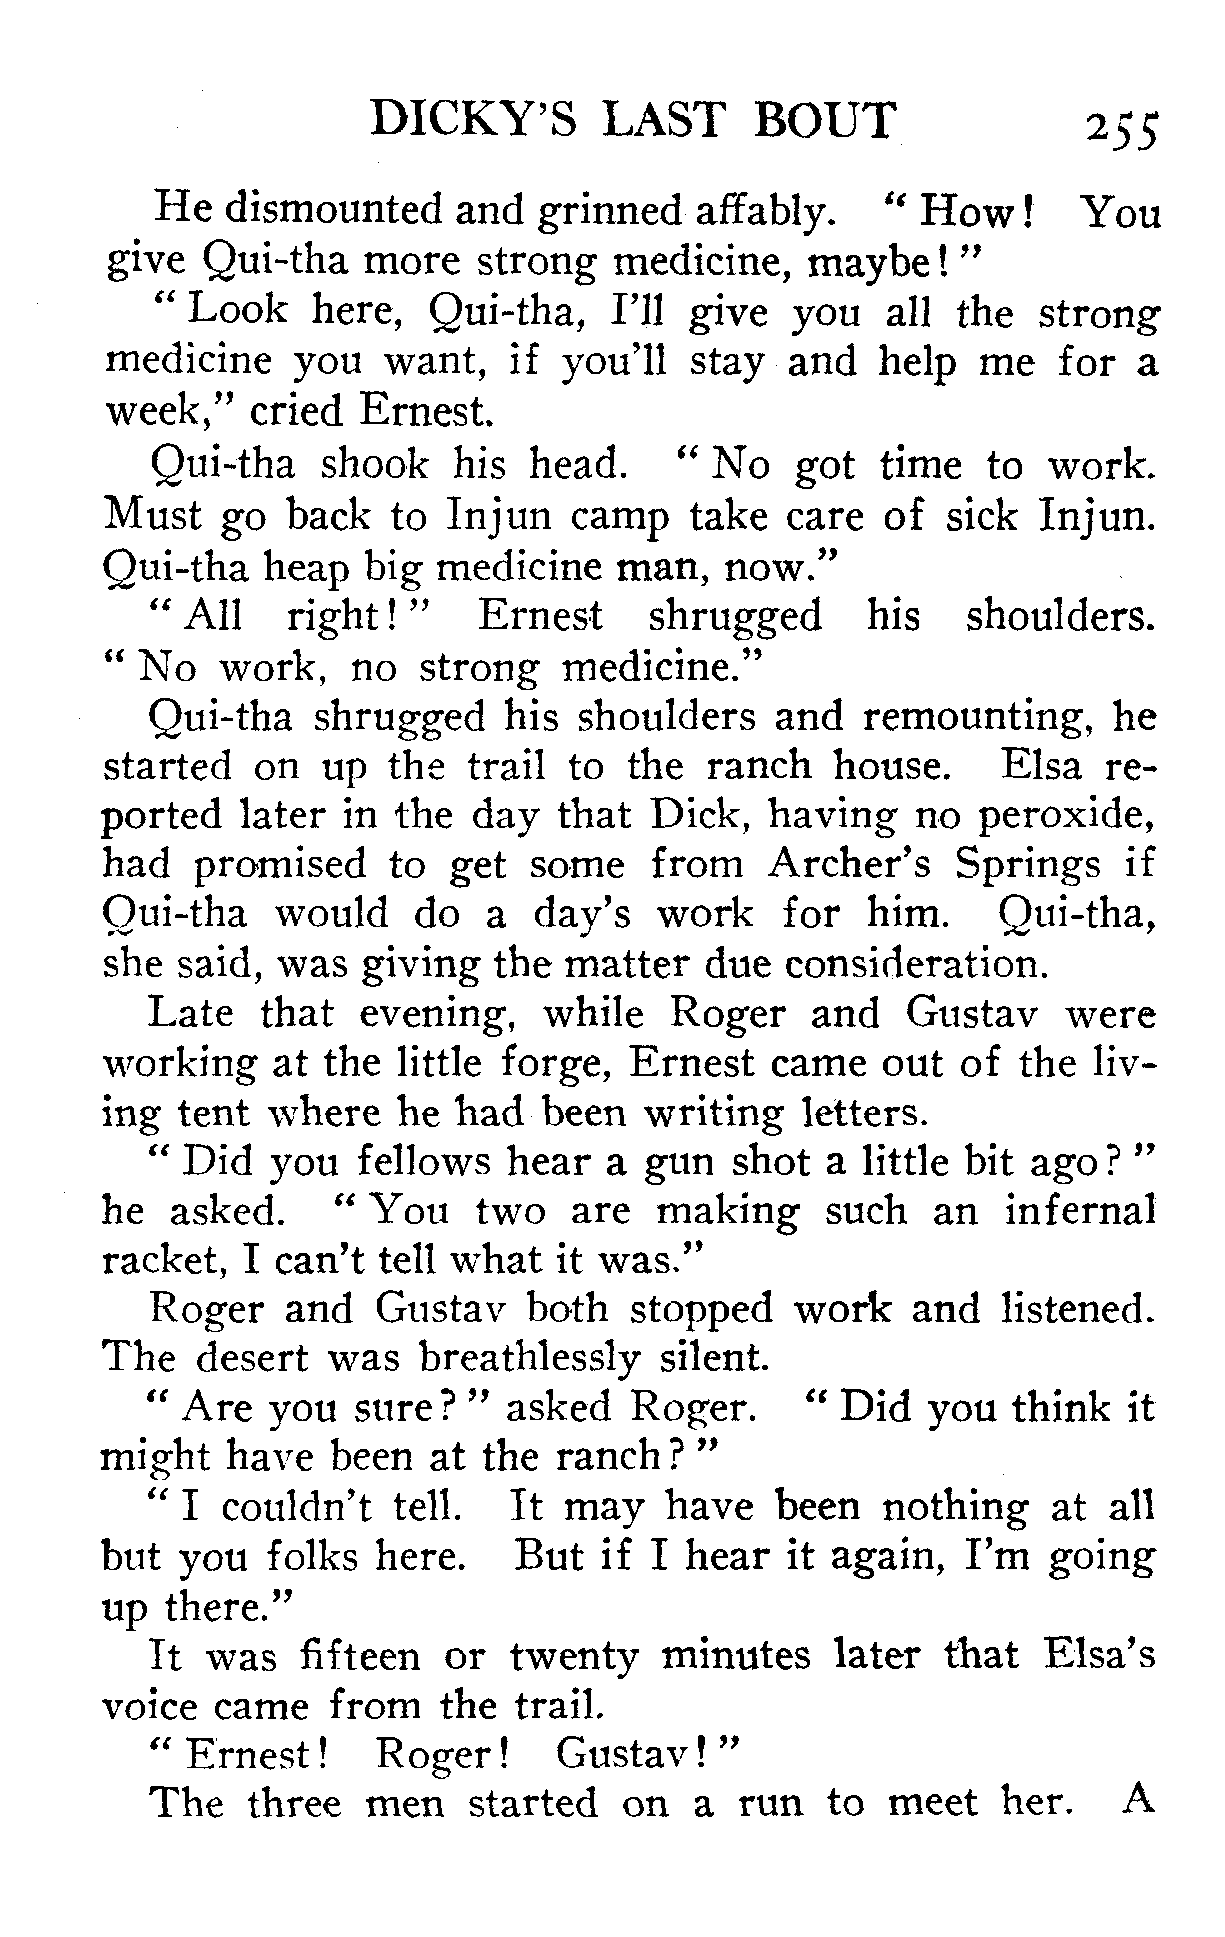 DICKY'S LAST BOUT 255
He dismounted and grinned affably. "How! You
give Qui-tha more strong medicine, maybe!"
"Look here, Qui-tha, I'll give you all the strong
medicine you want, if you'll stay and help me for a
week," cried Ernest.
Qui-tha shook his head. "No got time to work.
Must go back to Injun camp take care of sick Injun.
Qui-tha heap big medicine man, now."
"All right!" Ernest shrugged his shoulders.
"No work, no strong medicine."
Qui-tha shrugged his shoulders and remounting, he
started on up the trail to the ranch house. Elsa re-
ported later in the day that Dick, having no peroxide,
had promised to get some from Archer's Springs if
Qui-tha would do a day's work for him. Qui-tha,
she said, was giving the matter due consideration.
Late that evening, while Roger and Gustav were
working at the little forge, Ernest came out of the liv-
ing tent where he had been writing letters.
"Did you fellows hear a gun shot a little bit ago?"
he asked. "You two are making such an infernal
racket, I can't tell what it was."
Roger and Gustav both stopped work and listened.
The desert was breathlessly silent.
"Are you sure?" asked Roger. "Did you think it
might have been at the ranch?"
"I couldn't tell. It may have been nothing at all
but you folks here. But if I hear it again, I'm going
up there."
It was fifteen or twenty minutes later that Elsa's
voice came from the trail.
"Ernest! Roger! Gustav!"
The three men started on a run to meet her. A